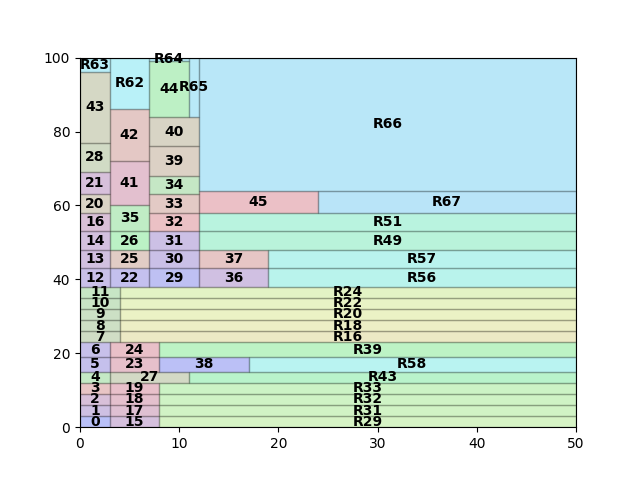 100
R63 R62 R64
44 R65
43 42 40 R66
80
28 39
21 41 34
20 33 45 R67
60
16 35 32 R51
14 26 31 R49
13 25 30 37 R57
12 22 29 36 R56
40
11 R24
10 R22
9 R20
8 R18
7 R16
6 24 R39
20
5 23 38 R58
4 27 R43
3 19 R33
2 18 R32
1 17 R31
0 15 R29
0
0 10 20 30 40 50